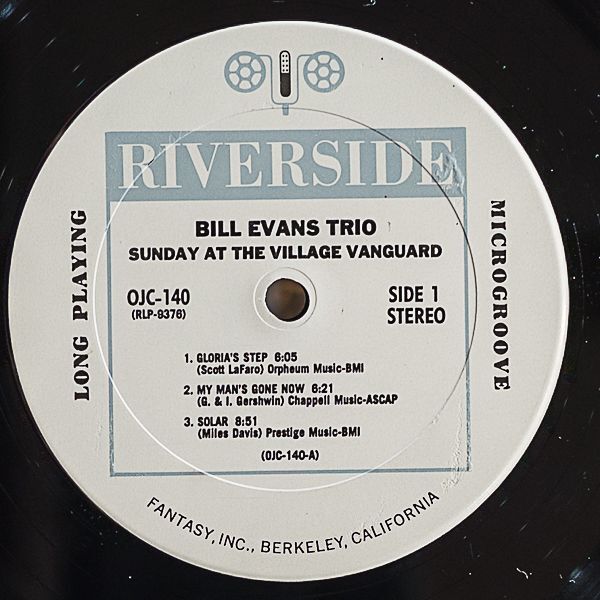 RIVERSIDE
BILL EVANS TRIO
SUNDAY AT THE VILLAGE VANGUARD
OJC-140
(RLP-9376)
SIDE 1
STEREO
LONG PLAYING
MICROGROOVE
1. GLORIA'S STEP 6:05
(Scott LaFaro) Orpheum Music-BMI
2. MY MAN'S GONE NOW 6:21
(G. & I. Gershwin) Chappell Music-ASCAP
3. SOLAR 8:51
(Miles Davis) Prestige Music-BMI
(OJC-140-A)
FANTASY, INC., BERKELEY, CALIFORNIA